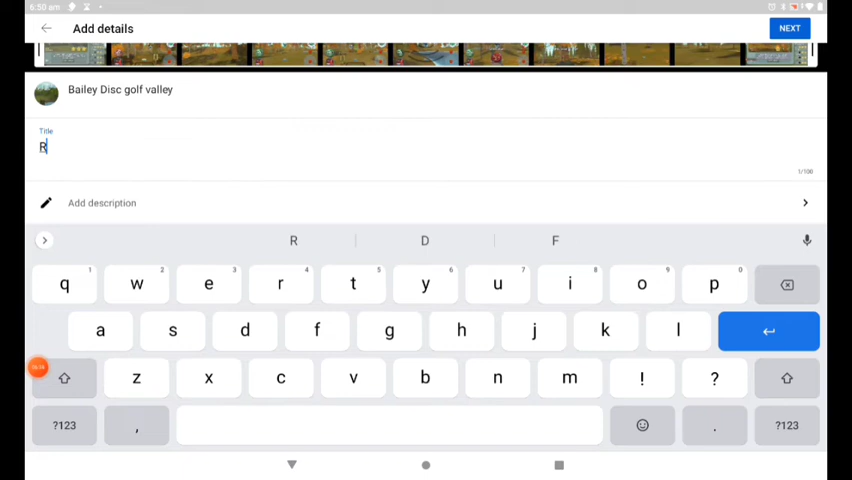 6:50 am
Add details
NEXT
Bailey Disc golf valley
Title
R
1/100
Add description
R D F
q 1 w 2 e 3 r 4 t 5 y 6 u 7 i 8 o 9 p 0
a s d f g h j k l
z x c v b n m ! ?
?123 , . ?123